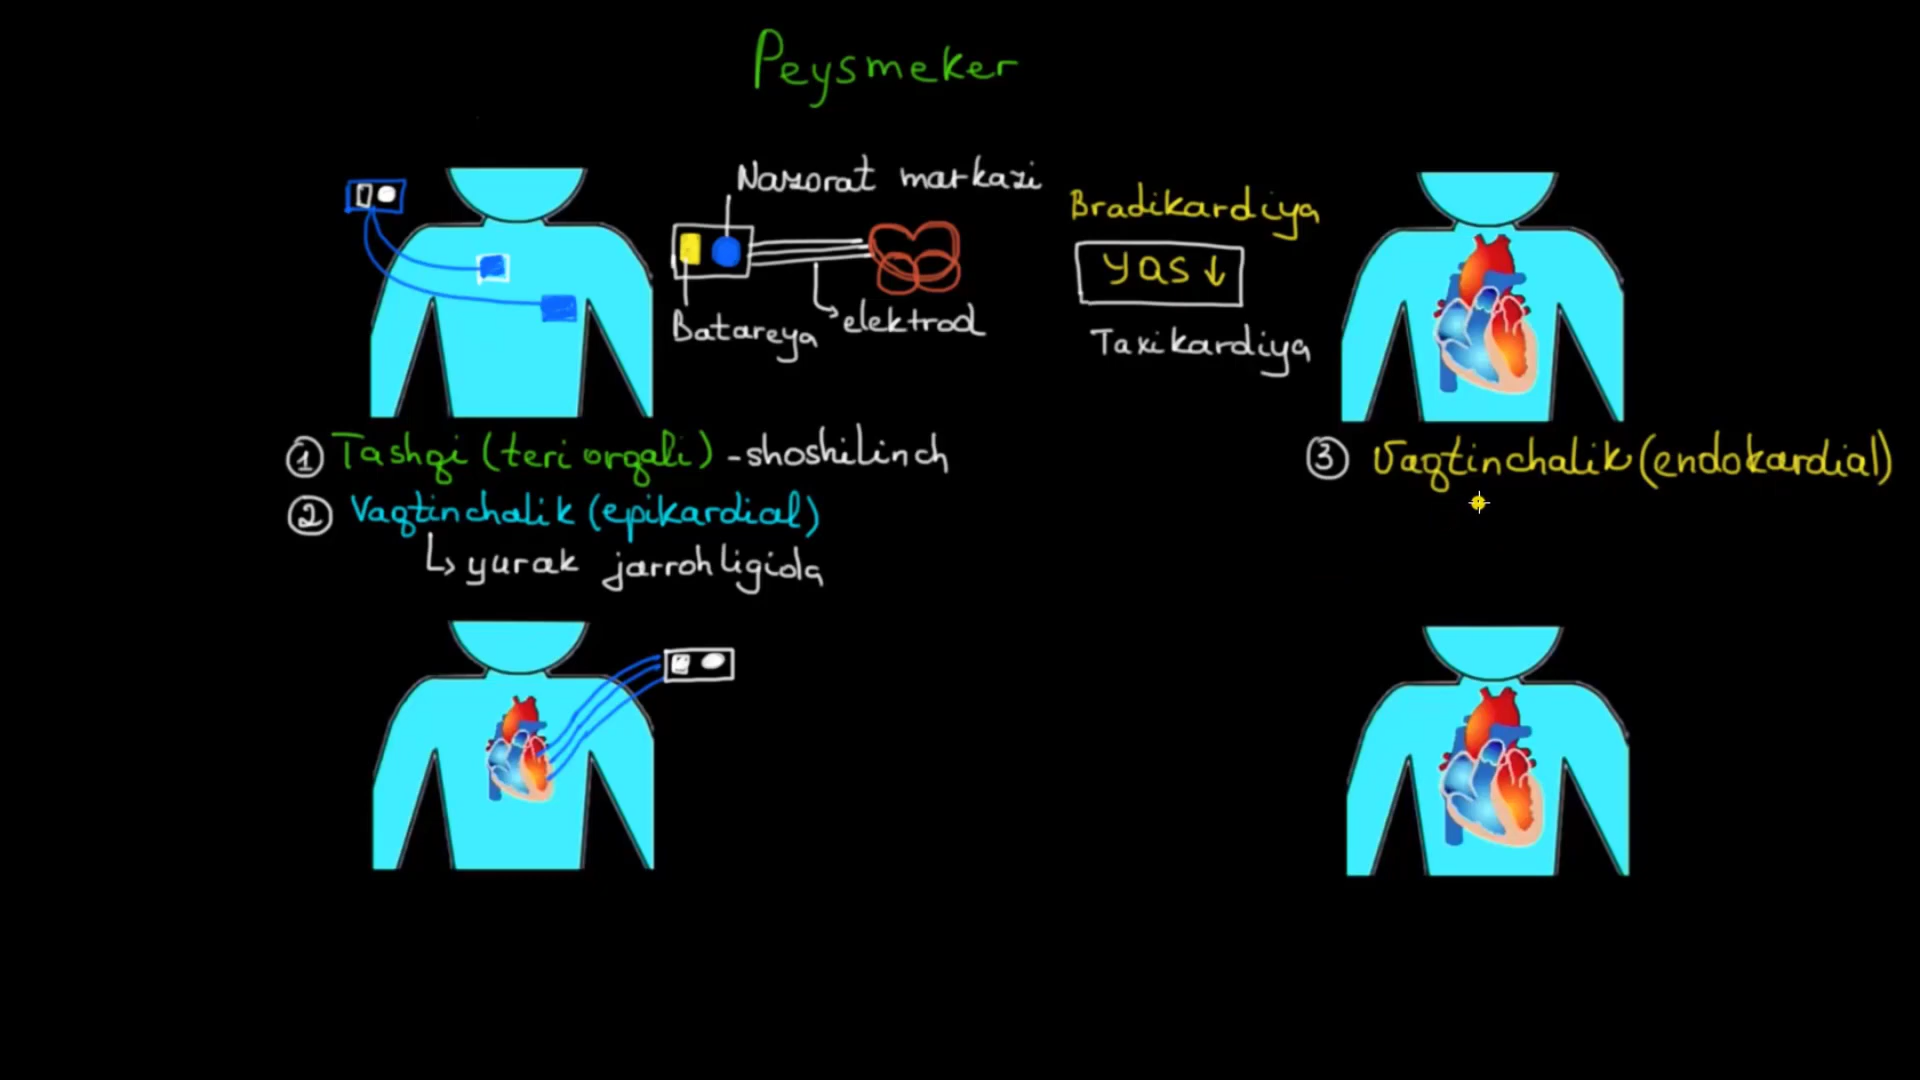 Peysmeker
Nazorat markazi
Batareya
elektrod
Bradikardiya
YQS↓
Taxikardiya
① Tashqi (teri orqali) - shoshilinch
② Vaqtinchalik (epikardial)
↳ yurak jarrohligida
③ Vaqtinchalik (endokardial)